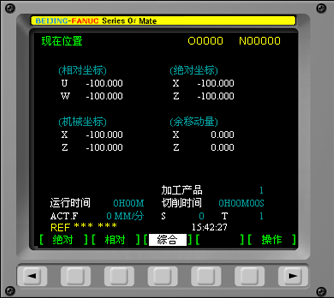 BEIJING-FANUC Series 0i Mate
现在位置 O0000 N00000
(相对坐标) (绝对坐标)
U -100.000 X -100.000
W -100.000 Z -100.000
(机械坐标) (余移动量)
X -100.000 X 0.000
Z -100.000 Z 0.000
加工产品 1
运行时间 0H00M 切削时间 0H00M00S
ACT.F 0 MM/分 S 0 T 1
REF *** *** *** 15:42:27
[ 绝对 ][ 相对 ][ 综合 ][ ][ 操作 ]